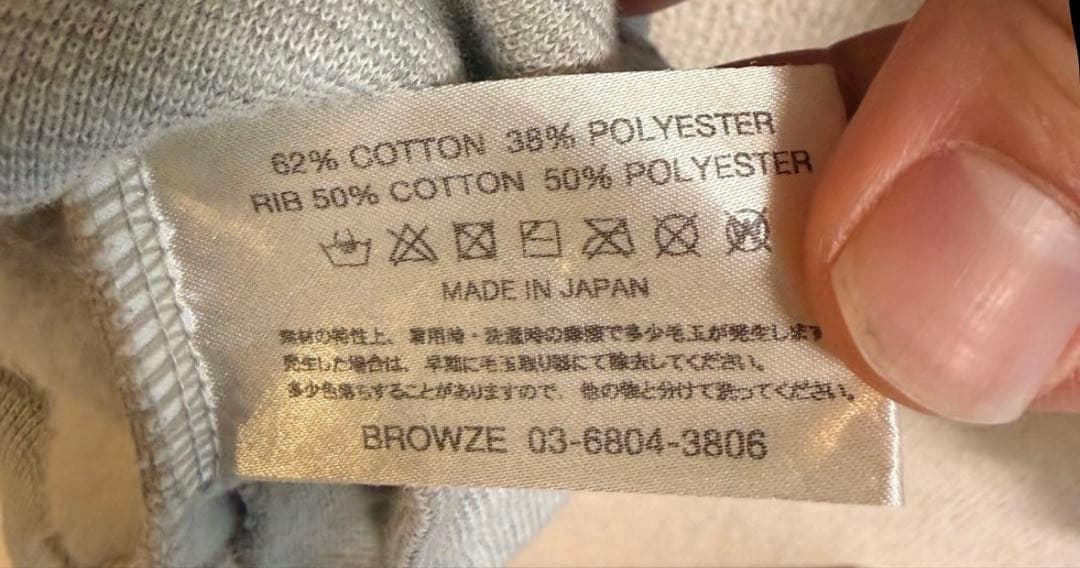 62% COTTON 38% POLYESTER
RIB 50% COTTON 50% POLYESTER
MADE IN JAPAN
素材の特性上、着用時・洗濯時の摩擦で多少毛玉が発生します
発生した場合は、早期に毛玉取り器にて除去してください。
多少色落ちすることがありますので、他の物と分けて洗ってください。
BROWZE 03-6804-3806